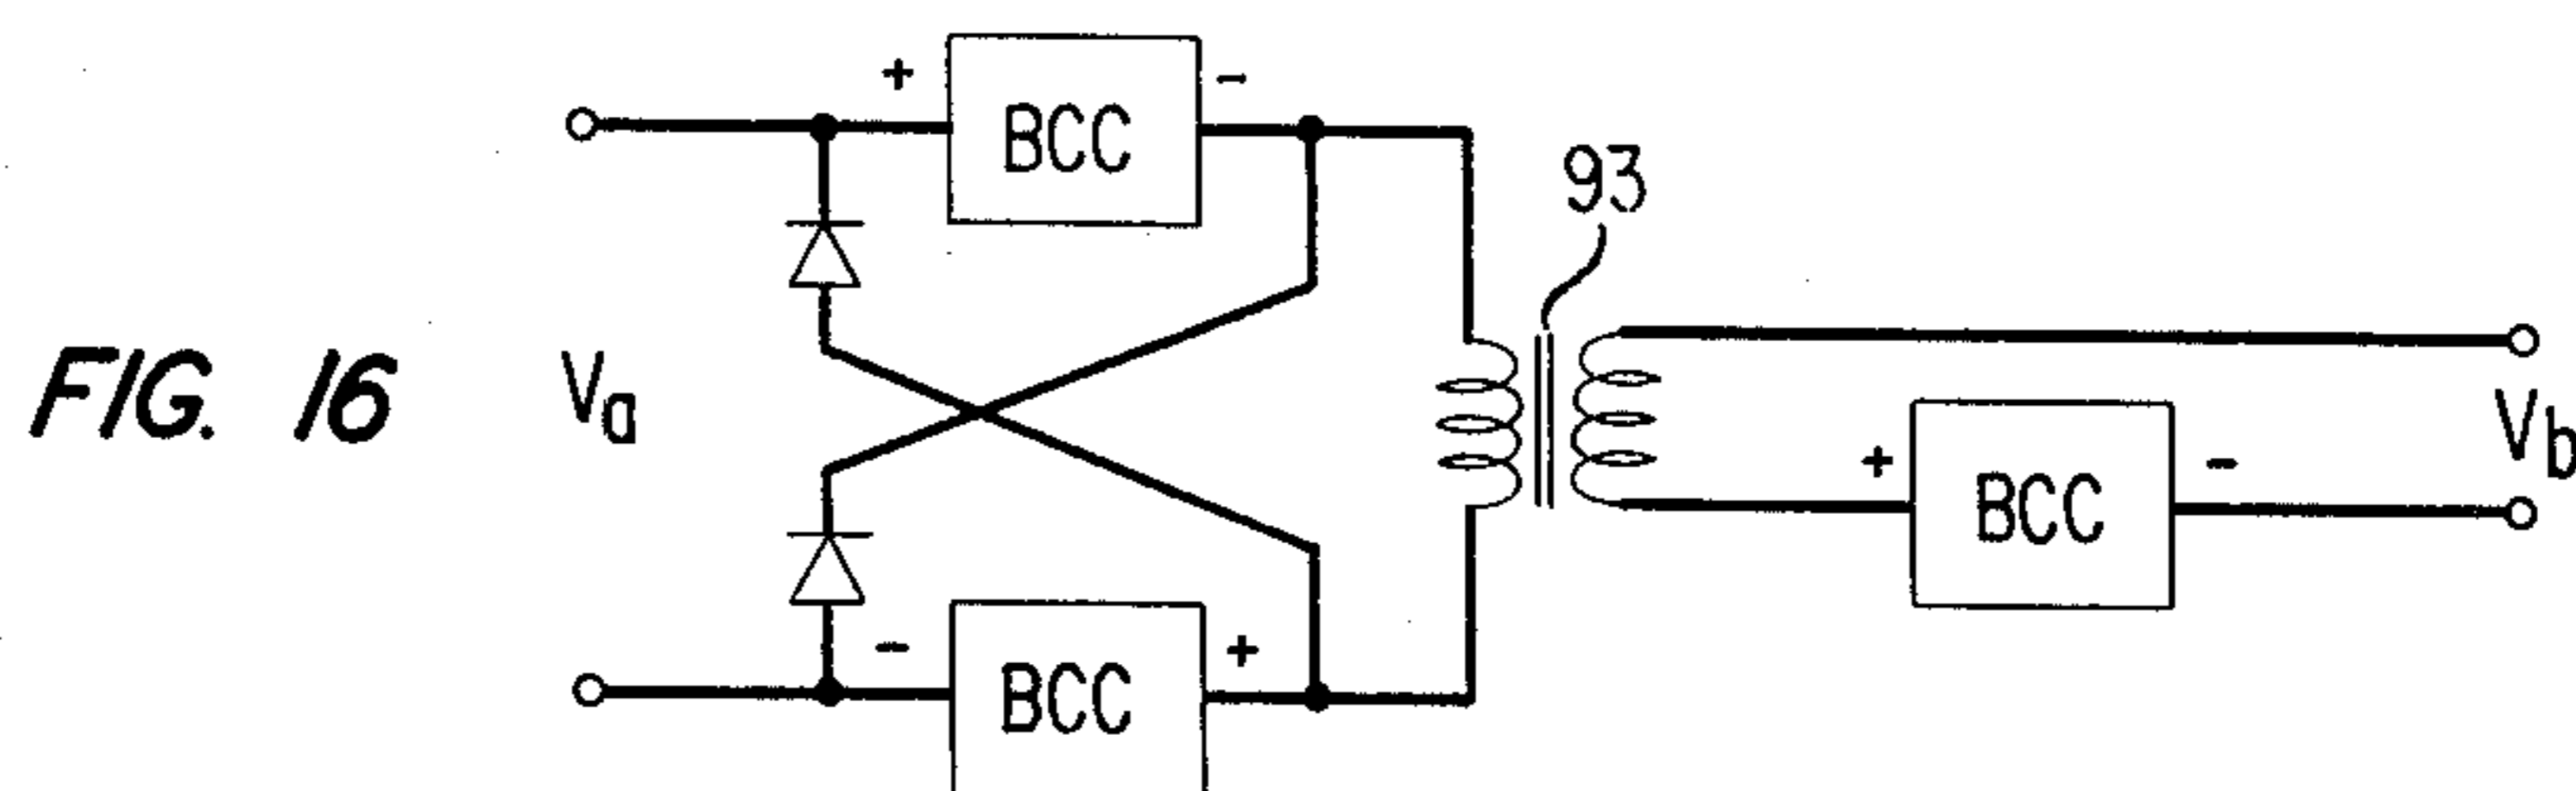 + BCC -
93
FIG. 16
Va
+ BCC -
Vb
- BCC +